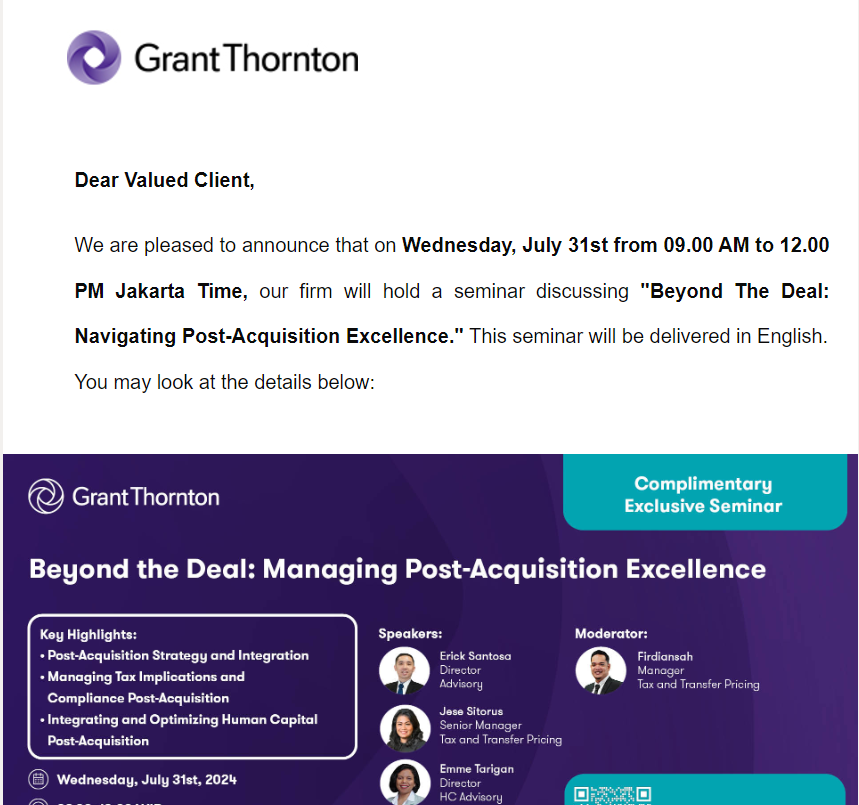 Grant Thornton
Dear Valued Client,
We are pleased to announce that on Wednesday, July 31st from 09.00 AM to 12.00
PM Jakarta Time, our firm will hold a seminar discussing "Beyond The Deal:
Navigating Post-Acquisition Excellence." This seminar will be delivered in English.
You may look at the details below:
Grant Thornton
Complimentary
Exclusive Seminar
Beyond the Deal: Managing Post-Acquisition Excellence
Key Highlights:
• Post-Acquisition Strategy and Integration
• Managing Tax Implications and
Compliance Post-Acquisition
• Integrating and Optimizing Human Capital
Post-Acquisition
Wednesday, July 31st, 2024
Speakers:
Erick Santosa
Director
Advisory
Jese Sitorus
Senior Manager
Tax and Transfer Pricing
Emme Tarigan
Director
HC Advisory
Moderator:
Firdiansah
Manager
Tax and Transfer Pricing